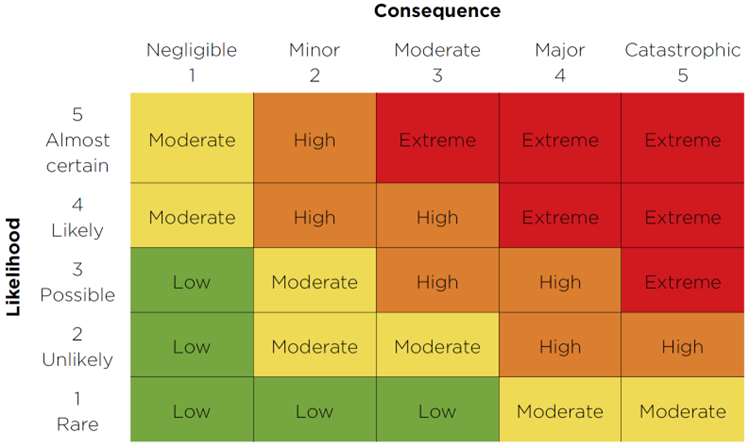 Consequence
Negligible Minor Moderate Major Catastrophic
1 2 3 4 5
5
Almost
certain
Moderate High Extreme Extreme Extreme
4
Likely
Moderate High High Extreme Extreme
Likelihood
3
Possible
Low Moderate High High Extreme
2
Unlikely
Low Moderate Moderate High High
1
Rare
Low Low Low Moderate Moderate